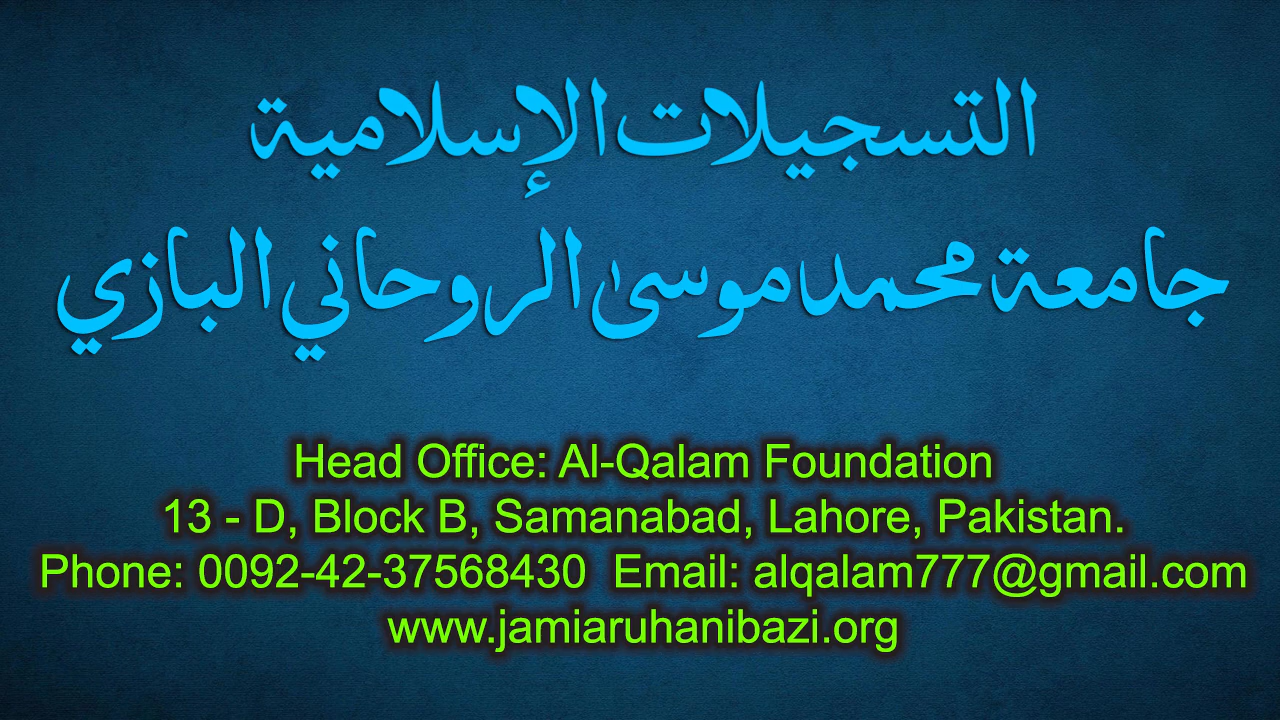 التسجيلات الإسلامية
جامعة محمد موسىٰ الروحاني البازي
Head Office: Al-Qalam Foundation
13 - D, Block B, Samanabad, Lahore, Pakistan.
Phone: 0092-42-37568430 Email: alqalam777@gmail.com
www.jamiaruhanibazi.org